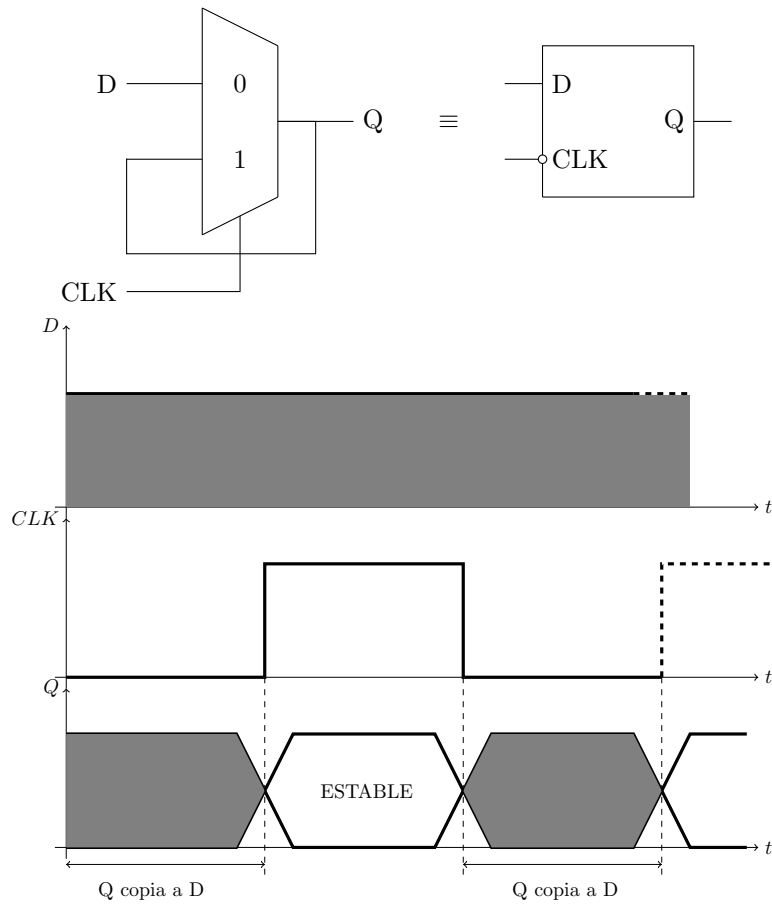 D 0 Q ≡ D Q
1 CLK
CLK
D
t
CLK
t
Q
ESTABLE
t
Q copia a D Q copia a D